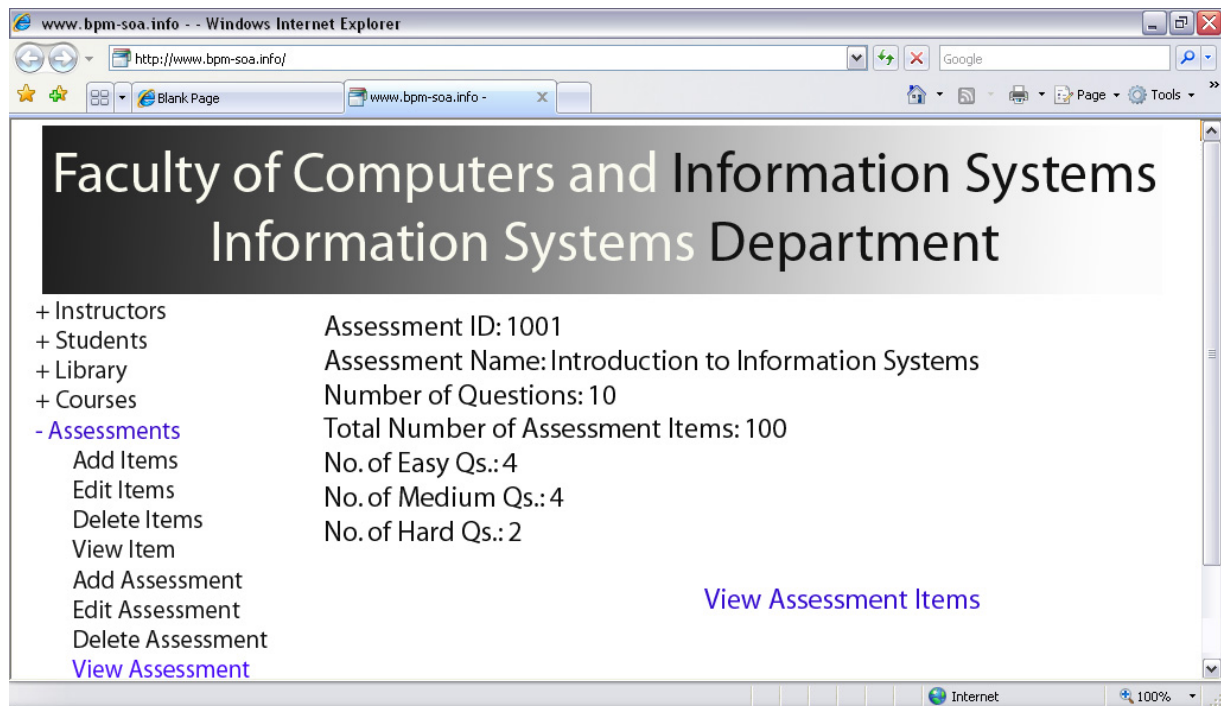 www.bpm-soa.info - - Windows Internet Explorer
http://www.bpm-soa.info/
Google
Blank Page
www.bpm-soa.info -
Page
Tools
Faculty of Computers and Information Systems
Information Systems Department
+ Instructors
+ Students
+ Library
+ Courses
- Assessments
Add Items
Edit Items
Delete Items
View Item
Add Assessment
Edit Assessment
Delete Assessment
View Assessment
Assessment ID: 1001
Assessment Name: Introduction to Information Systems
Number of Questions: 10
Total Number of Assessment Items: 100
No. of Easy Qs.: 4
No. of Medium Qs.: 4
No. of Hard Qs.: 2
View Assessment Items
Internet
100%